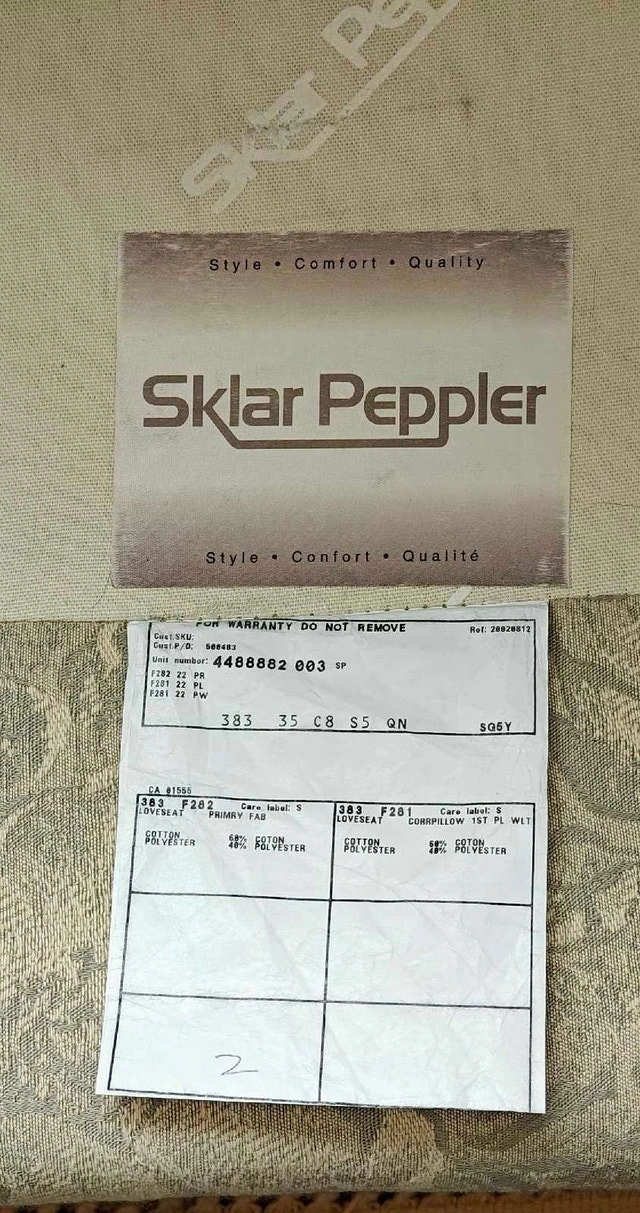 Sklar Pep
Style • Comfort • Quality
Sklar Peppler
Style • Confort • Qualité
FOR WARRANTY DO NOT REMOVE Ref: 20020812
Cust.SKU:
Cust.P/O: 500403
Unit number: 4488882 003 SP
F282 22 PR
F281 22 PL
F281 22 PW
383 35 C8 S5 QN SG5Y
CA 01555
383 F282 Care label: S
LOVESEAT PRIMRY FAB
COTTON 60% COTON
POLYESTER 40% POLYESTER
383 F281 Care label: S
LOVESEAT CORRPILLOW 1ST PL WLT
COTTON 60% COTON
POLYESTER 40% POLYESTER
2